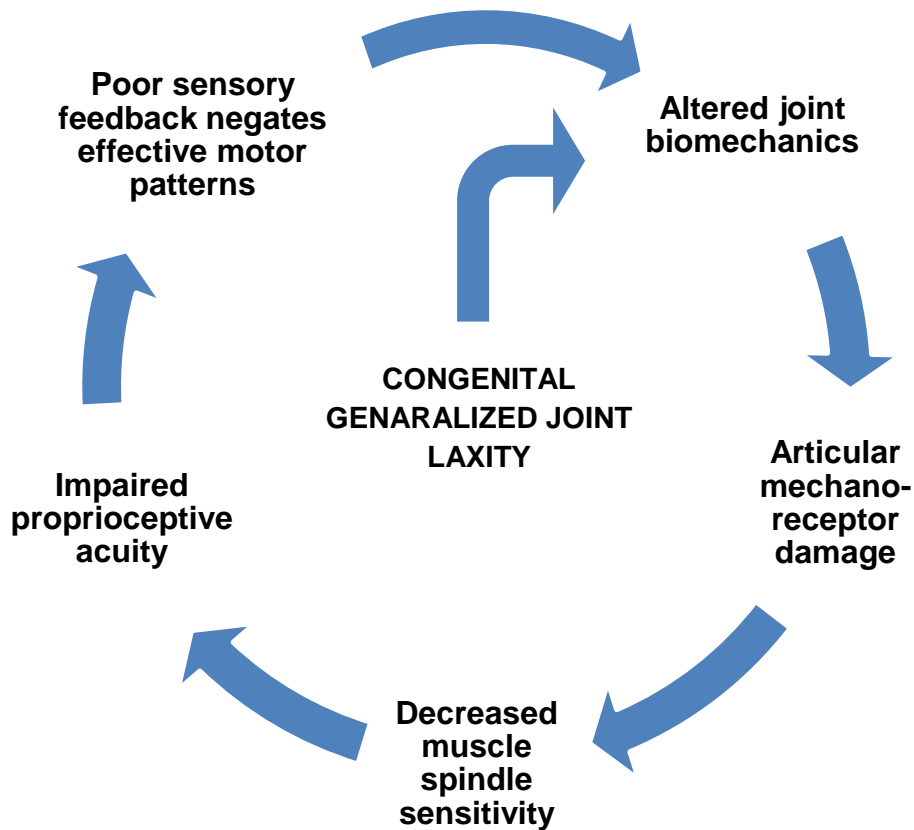 Poor sensory
feedback negates
effective motor
patterns
Altered joint
biomechanics
Articular
mechano-
receptor
damage
Decreased
muscle
spindle
sensitivity
Impaired
proprioceptive
acuity
CONGENITAL
GENARALIZED JOINT
LAXITY